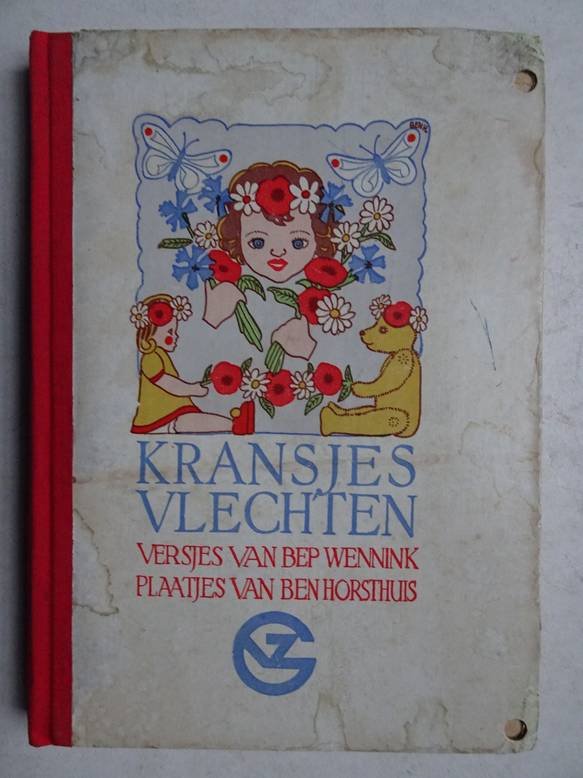 KRANSJES
VLECHTEN
VERSJES VAN BEP WENNINK
PLAATJES VAN BEN HORSTHUIS